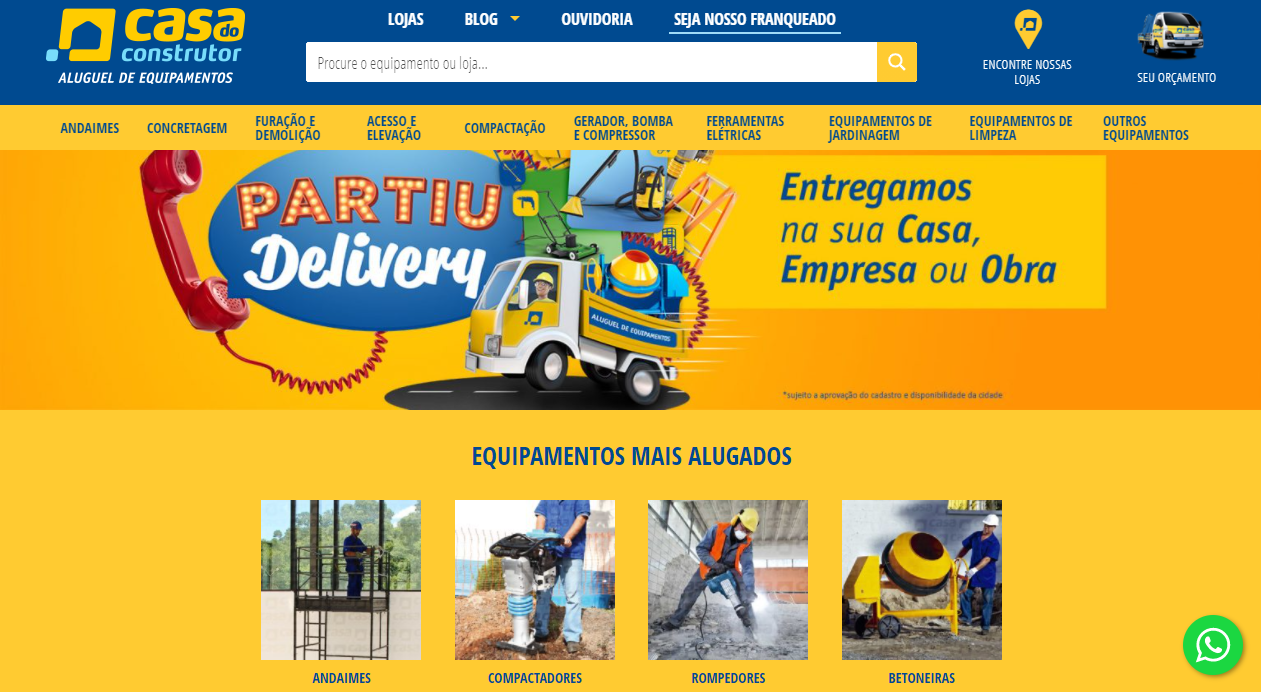 casa do
construtor
ALUGUEL DE EQUIPAMENTOS
LOJAS
BLOG
OUVIDORIA
SEJA NOSSO FRANQUEADO
Procure o equipamento ou loja...
ENCONTRE NOSSAS
LOJAS
SEU ORÇAMENTO
ANDAIMES
CONCRETAGEM
FURAÇÃO E
DEMOLIÇÃO
ACESSO E
ELEVAÇÃO
COMPACTAÇÃO
GERADOR, BOMBA
E COMPRESSOR
FERRAMENTAS
ELÉTRICAS
EQUIPAMENTOS DE
JARDINAGEM
EQUIPAMENTOS DE
LIMPEZA
OUTROS
EQUIPAMENTOS
PARTIU
Delivery
ALUGUEL DE EQUIPAMENTOS
Entregamos
na sua Casa,
Empresa ou Obra
*sujeito a aprovação do cadastro e disponibilidade da cidade
EQUIPAMENTOS MAIS ALUGADOS
ANDAIMES
COMPACTADORES
ROMPEDORES
BETONEIRAS